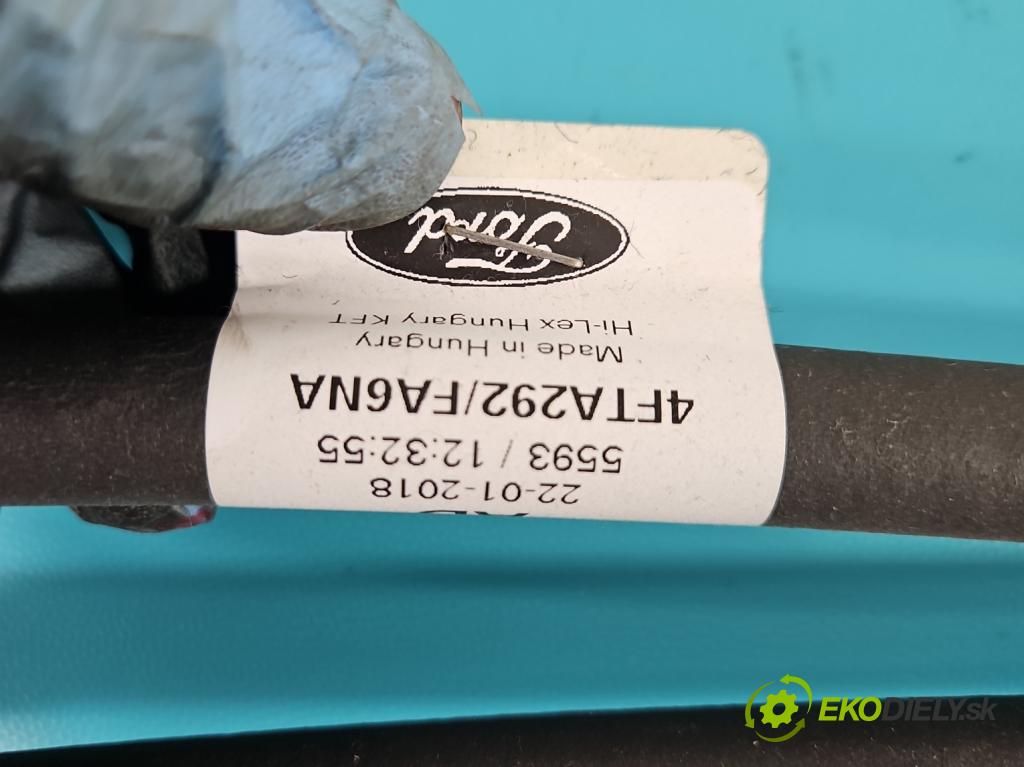 22-01-2018
5593 / 12:32:55
4FTA292/FA6NA
Made in Hungary
Hi-Lex Hungary KFT
Ford
EKODIELY.sk